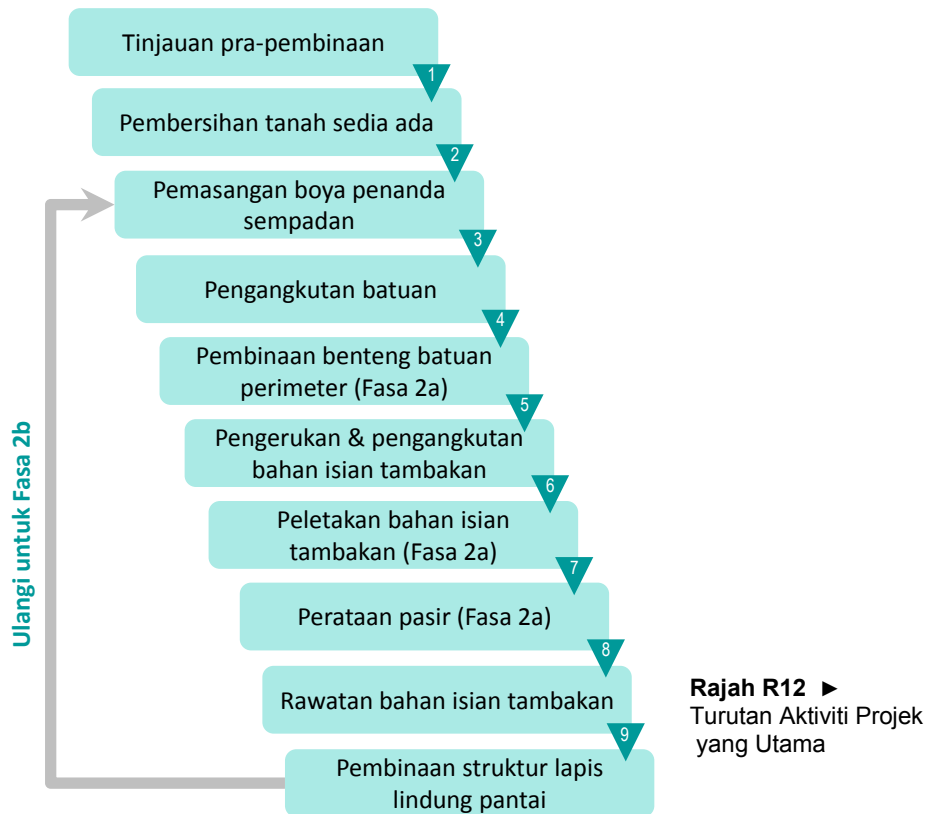 Tinjauan pra-pembinaan
1
Pembersihan tanah sedia ada
2
Pemasangan boya penanda
sempadan
3
Pengangkutan batuan
4
Pembinaan benteng batuan
perimeter (Fasa 2a)
5
Pengerukan & pengangkutan
bahan isian tambakan
6
Peletakan bahan isian
tambakan (Fasa 2a)
7
Perataan pasir (Fasa 2a)
8
Rawatan bahan isian tambakan
9
Pembinaan struktur lapis
lindung pantai
Ulangi untuk Fasa 2b
Rajah R12 ►
Turutan Aktiviti Projek
yang Utama